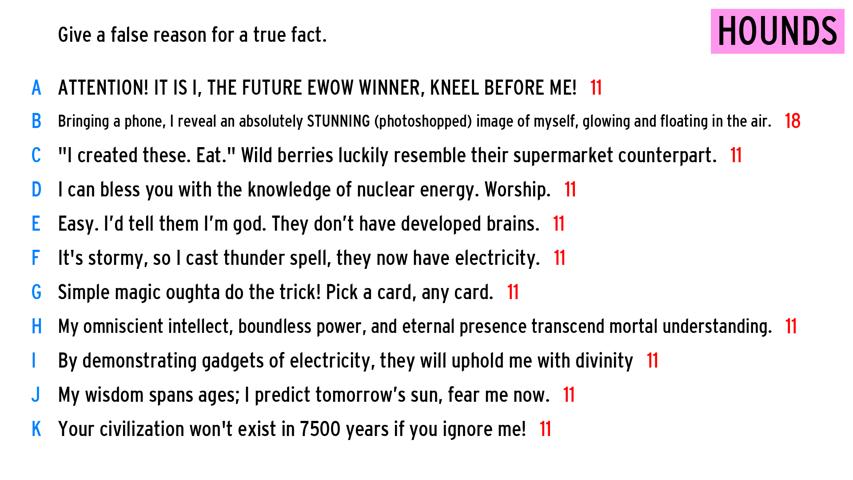 Give a false reason for a true fact.
HOUNDS
A ATTENTION! IT IS I, THE FUTURE EWOW WINNER, KNEEL BEFORE ME! 11
B Bringing a phone, I reveal an absolutely STUNNING (photoshopped) image of myself, glowing and floating in the air. 18
C "I created these. Eat." Wild berries luckily resemble their supermarket counterpart. 11
D I can bless you with the knowledge of nuclear energy. Worship. 11
E Easy. I’d tell them I’m god. They don’t have developed brains. 11
F It's stormy, so I cast thunder spell, they now have electricity. 11
G Simple magic oughta do the trick! Pick a card, any card. 11
H My omniscient intellect, boundless power, and eternal presence transcend mortal understanding. 11
I By demonstrating gadgets of electricity, they will uphold me with divinity 11
J My wisdom spans ages; I predict tomorrow’s sun, fear me now. 11
K Your civilization won't exist in 7500 years if you ignore me! 11